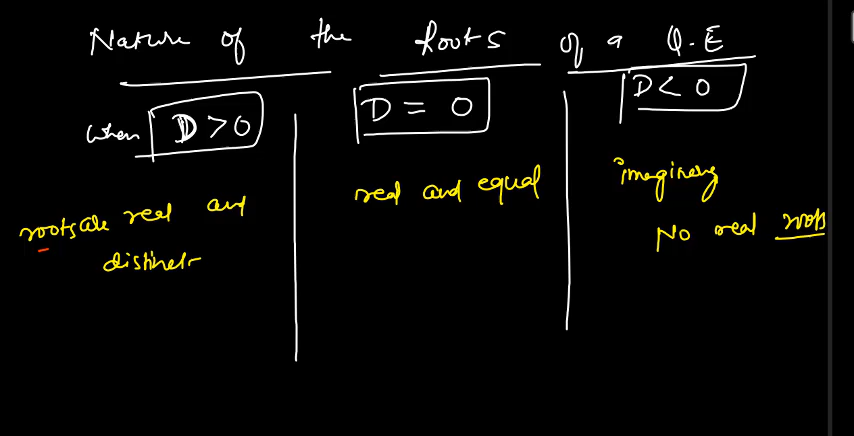 Nature of the Roots of a Q.E
when D > 0
D = 0
D < 0
roots are real and
distinct
real and equal
imaginary
No real roots